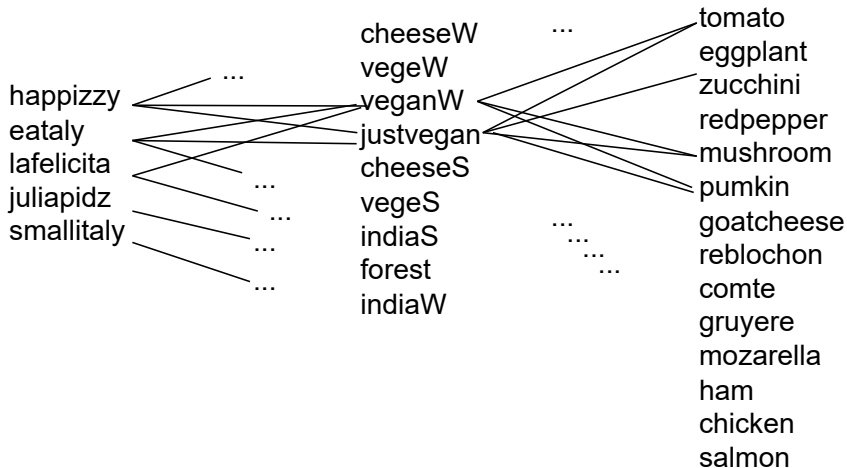 happizzy
eataly
lafelicita
juliapidz
smallitaly
...
...
...
...
...
cheeseW
vegeW
veganW
justvegan
cheeseS
vegeS
indiaS
forest
indiaW
...
...
...
...
...
tomato
eggplant
zucchini
redpepper
mushroom
pumkin
goatcheese
reblochon
comte
gruyere
mozarella
ham
chicken
salmon